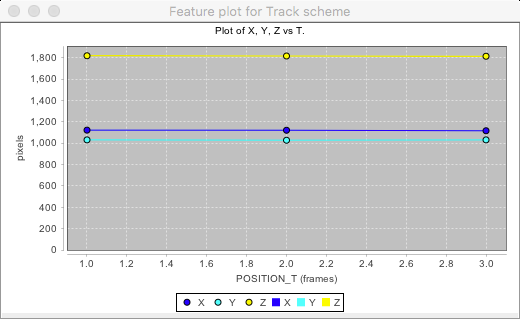 Feature plot for Track scheme
Plot of X, Y, Z vs T.
1,800
1,600
1,400
1,200
1,000
800
600
400
200
0
pixels
1.0 1.2 1.4 1.6 1.8 2.0 2.2 2.4 2.6 2.8 3.0
POSITION_T (frames)
X Y Z X Y Z